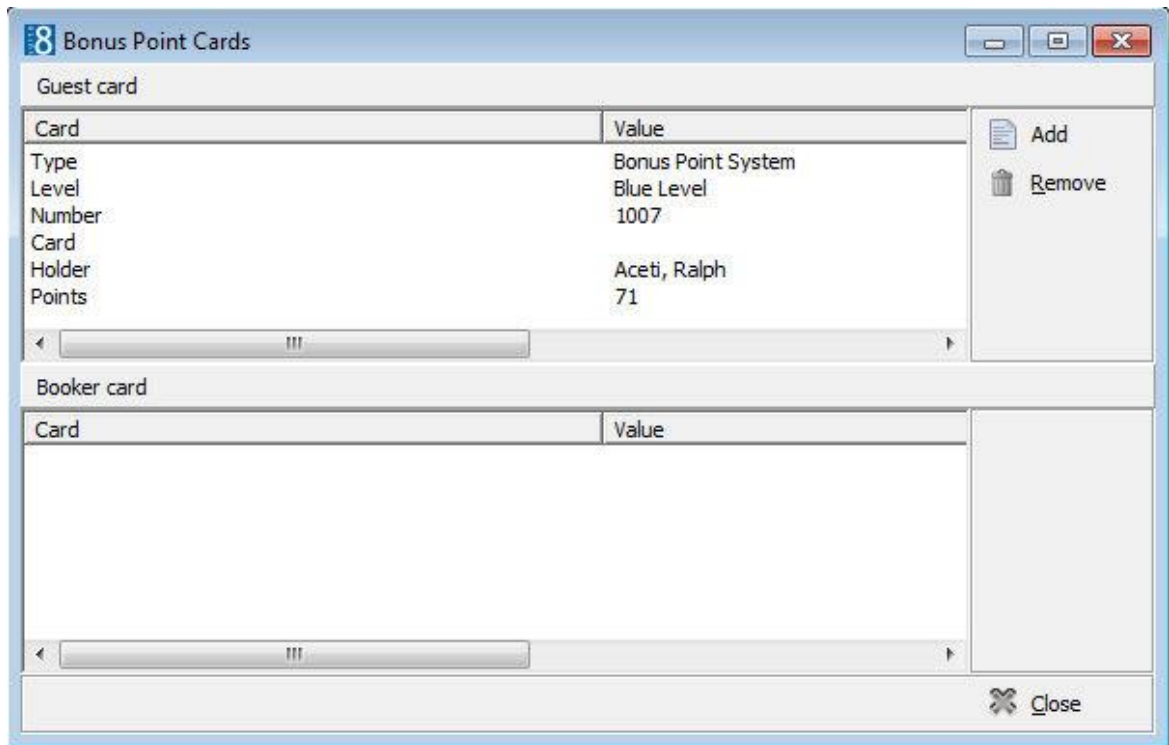 8 Bonus Point Cards
Guest card
Card Value
Type Bonus Point System
Level Blue Level
Number 1007
Card
Holder Aceti, Ralph
Points 71
Add
Remove
Booker card
Card Value
Close